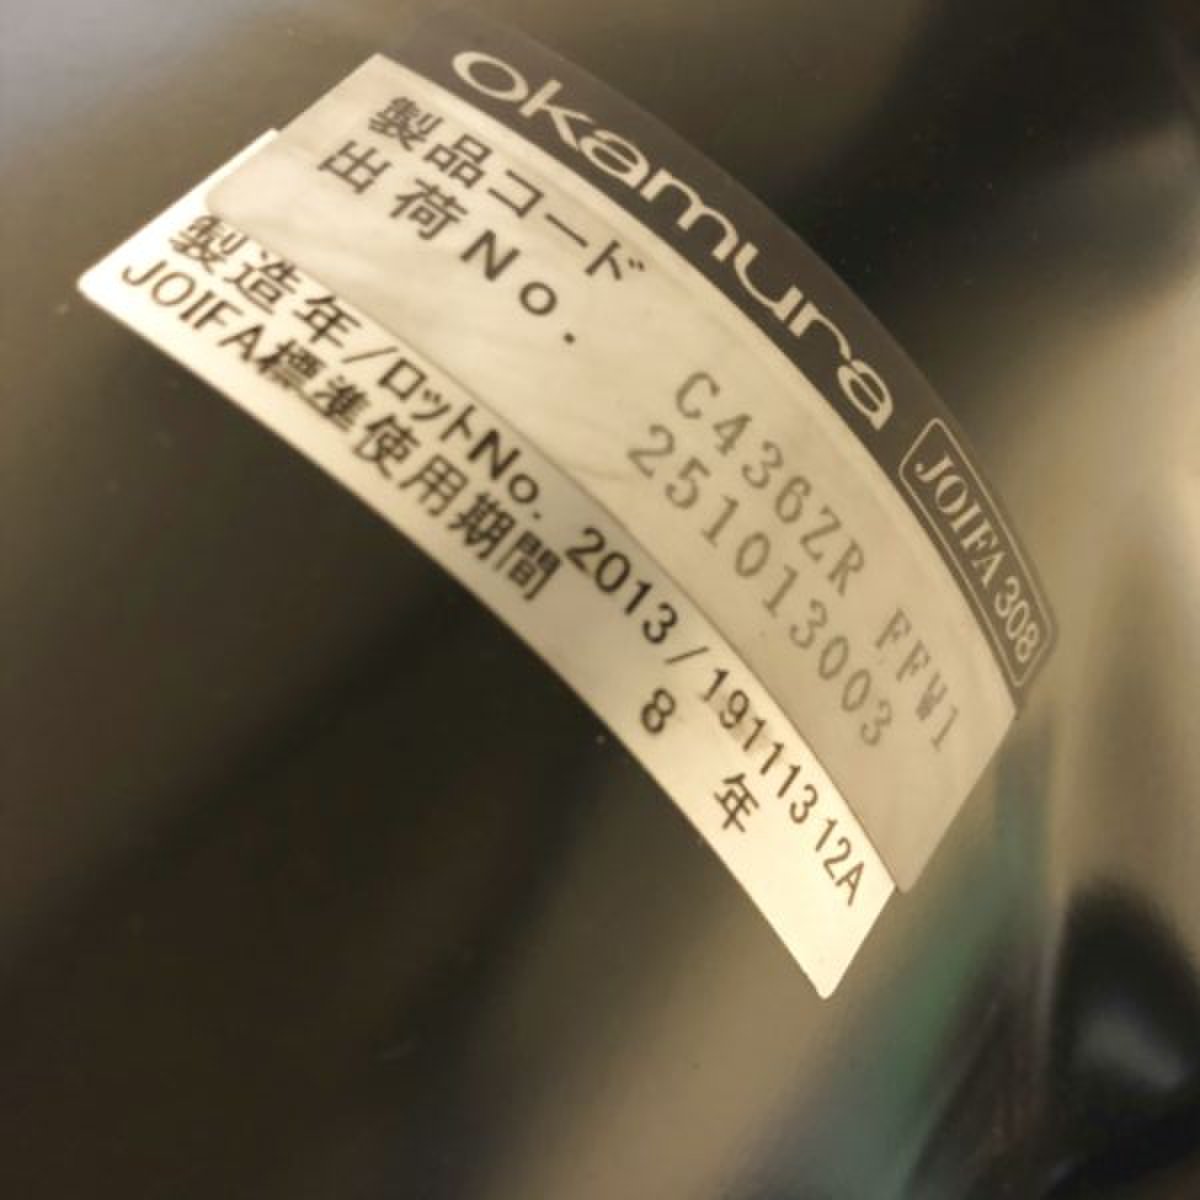 okamura
JOIFA 308
製品コード C436ZR FFW1
出荷No. 251013003
製造年/ロットNo. 2013/19111312A
JOIFA標準使用期間 8年